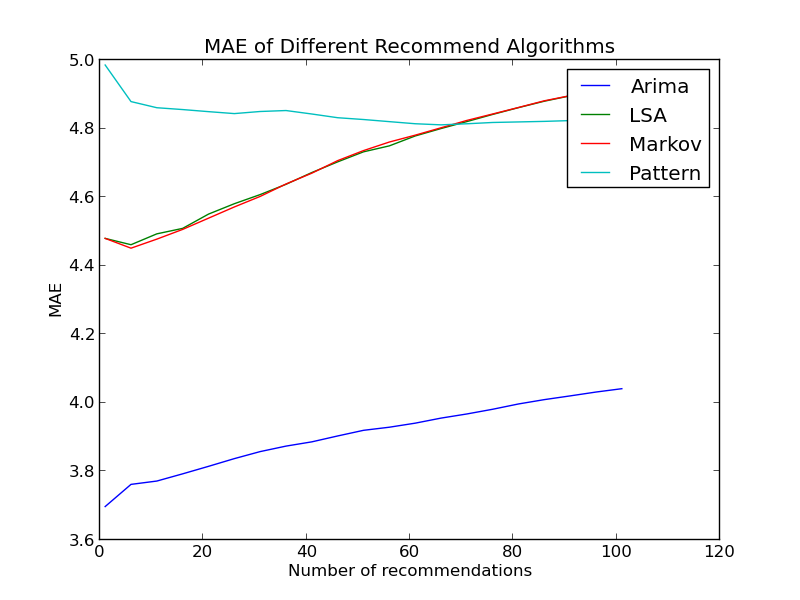 MAE of Different Recommend Algorithms
5.0
4.8
4.6
4.4
4.2
4.0
3.8
3.6
MAE
Arima
LSA
Markov
Pattern
0
20
40
60
80
100
120
Number of recommendations